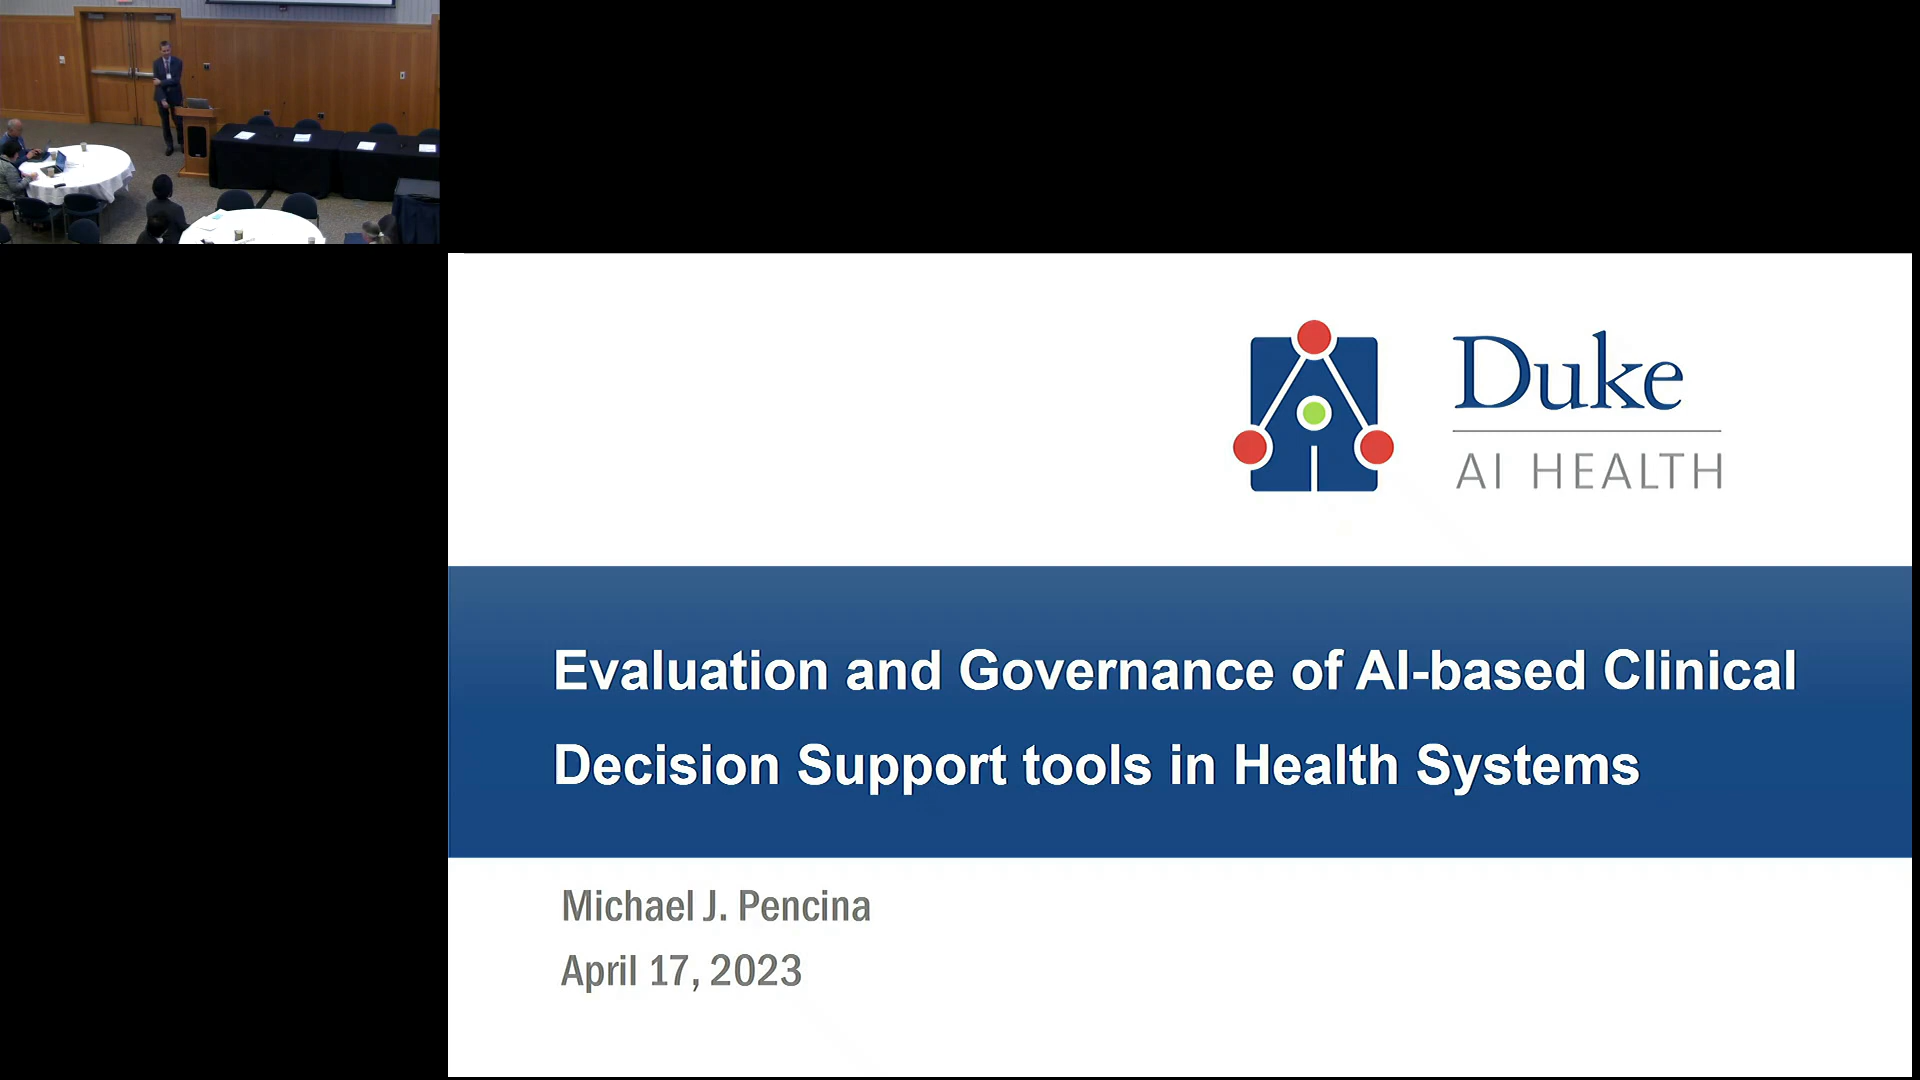 Duke
AI HEALTH
Evaluation and Governance of AI-based Clinical
Decision Support tools in Health Systems
Michael J. Pencina
April 17, 2023